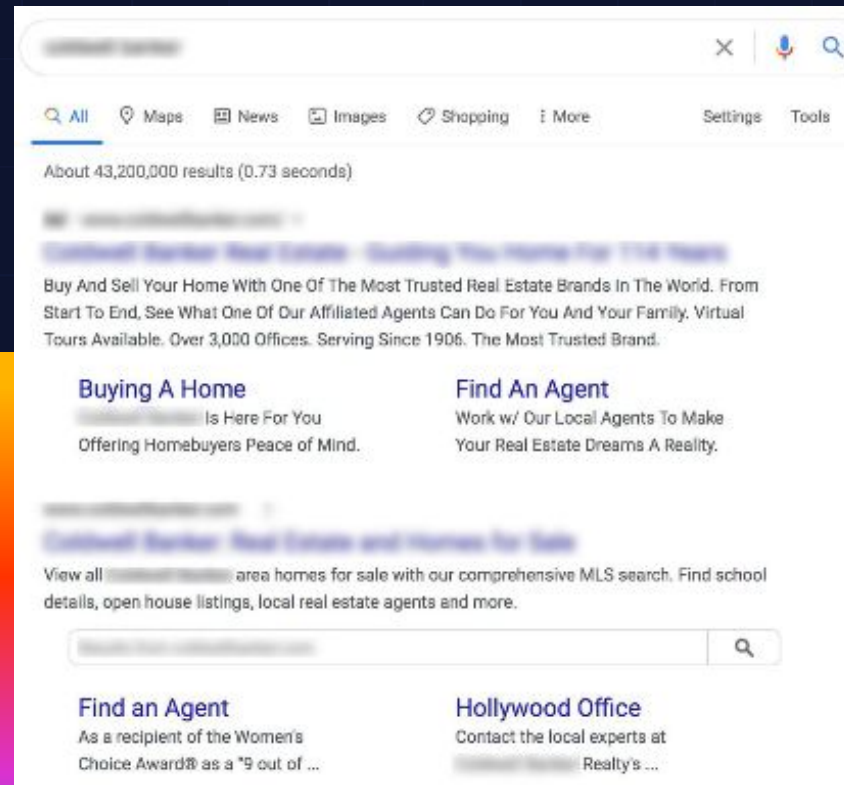 All Maps News Images Shopping More Settings Tools
About 43,200,000 results (0.73 seconds)
Buy And Sell Your Home With One Of The Most Trusted Real Estate Brands In The World. From
Start To End, See What One Of Our Affiliated Agents Can Do For You And Your Family. Virtual
Tours Available. Over 3,000 Offices. Serving Since 1906. The Most Trusted Brand.
Buying A Home
Is Here For You
Offering Homebuyers Peace of Mind.
Find An Agent
Work w/ Our Local Agents To Make
Your Real Estate Dreams A Reality.
View all area homes for sale with our comprehensive MLS search. Find school
details, open house listings, local real estate agents and more.
Find an Agent
As a recipient of the Women's
Choice Award® as a "9 out of ...
Hollywood Office
Contact the local experts at
Realty's ...